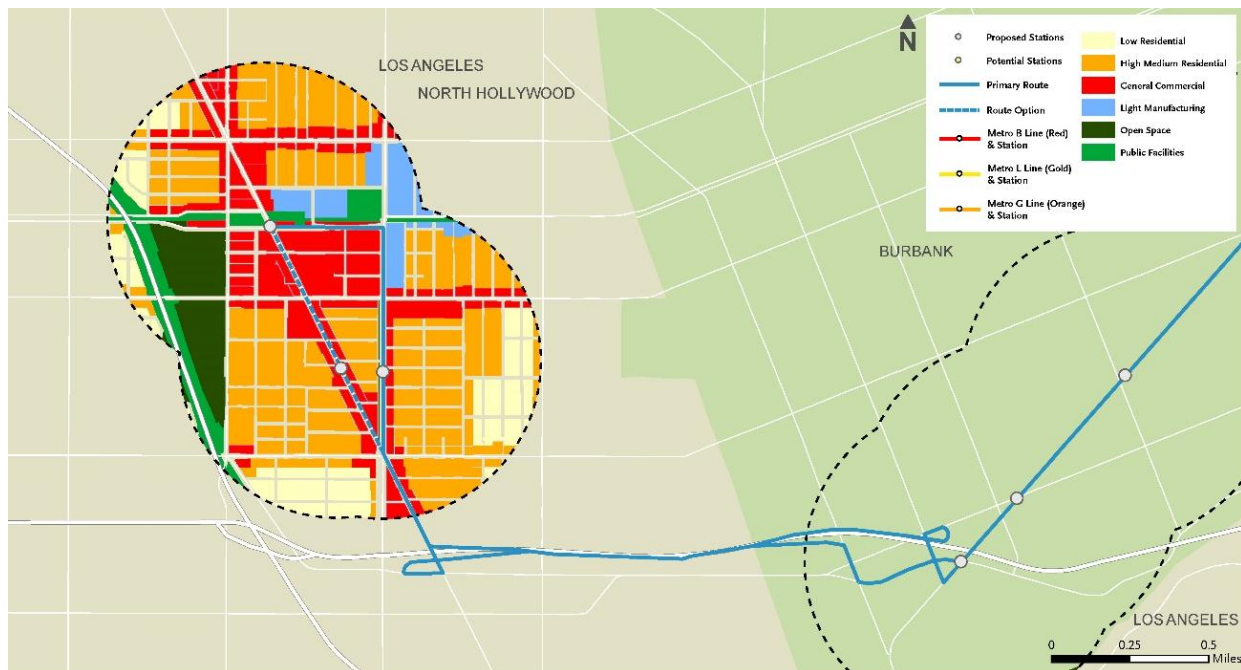 LOS ANGELES
NORTH HOLLYWOOD
BURBANK
LOS ANGELES
N
Proposed Stations
Potential Stations
Primary Route
Route Option
Metro B Line (Red)
& Station
Metro L Line (Gold)
& Station
Metro G Line (Orange)
& Station
Low Residential
High Medium Residential
General Commercial
Light Manufacturing
Open Space
Public Facilities
0 0.25 0.5
Miles